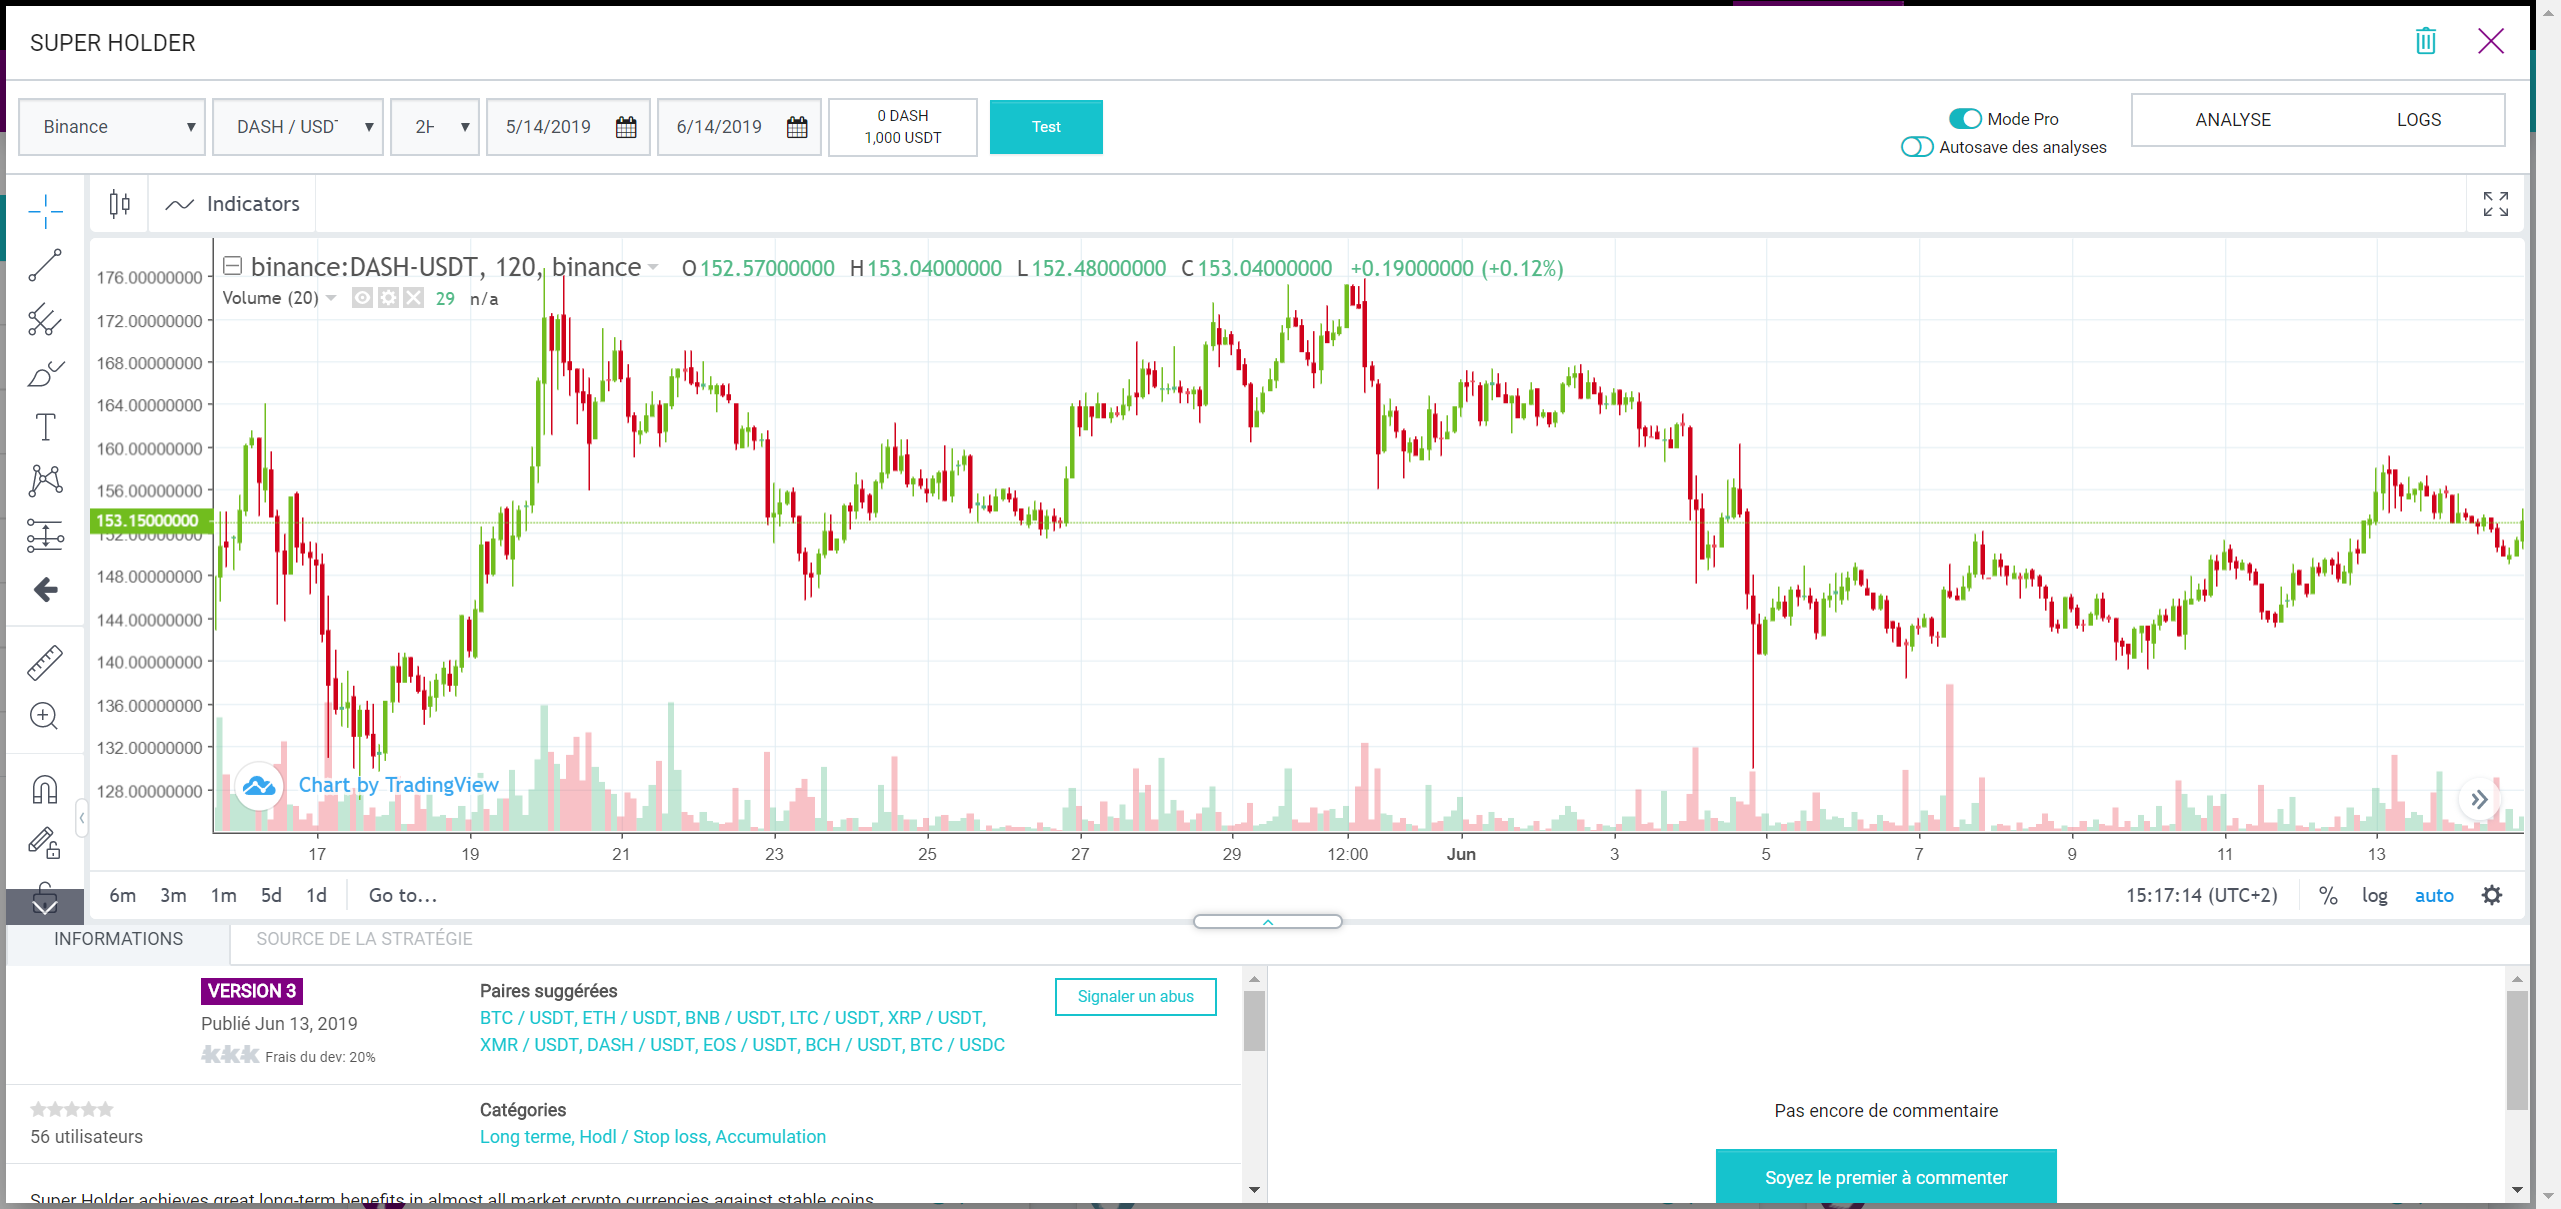 SUPER HOLDER
Binance
DASH / USDT
2H
5/14/2019
6/14/2019
0 DASH
1,000 USDT
Test
Mode Pro
Autosave des analyses
ANALYSE
LOGS
Indicators
binance:DASH-USDT, 120, binance O 152.57000000 H 153.04000000 L 152.48000000 C 153.04000000 +0.19000000 (+0.12%)
Volume (20) 29 n/a
176.00000000
172.00000000
168.00000000
164.00000000
160.00000000
156.00000000
153.15000000
152.00000000
148.00000000
144.00000000
140.00000000
136.00000000
132.00000000
128.00000000
Chart by TradingView
17 19 21 23 25 27 29 12:00 Jun 3 5 7 9 11 13
6m 3m 1m 5d 1d Go to...
15:17:14 (UTC+2) % log auto
INFORMATIONS
SOURCE DE LA STRATÉGIE
VERSION 3
Publié Jun 13, 2019
Frais du dev: 20%
Paires suggérées
BTC / USDT, ETH / USDT, BNB / USDT, LTC / USDT, XRP / USDT,
XMR / USDT, DASH / USDT, EOS / USDT, BCH / USDT, BTC / USDC
Signaler un abus
56 utilisateurs
Catégories
Long terme, Hodl / Stop loss, Accumulation
Super Holder achieves great long-term benefits in almost all market crypto currencies against stable coins
Pas encore de commentaire
Soyez le premier à commenter